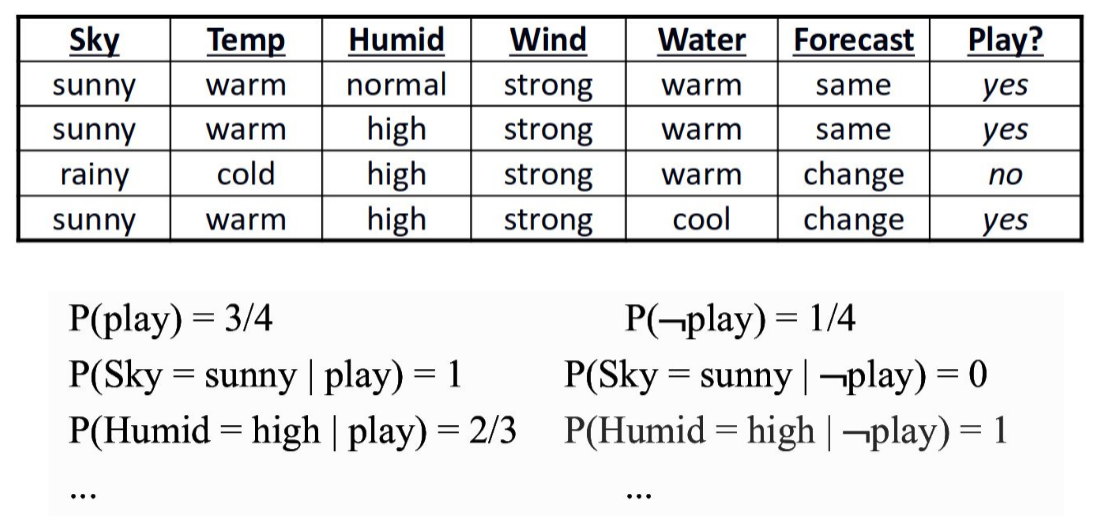 Sky Temp Humid Wind Water Forecast Play?
sunny warm normal strong warm same yes
sunny warm high strong warm same yes
rainy cold high strong warm change no
sunny warm high strong cool change yes
P(play) = 3/4 P(¬play) = 1/4
P(Sky = sunny | play) = 1 P(Sky = sunny | ¬play) = 0
P(Humid = high | play) = 2/3 P(Humid = high | ¬play) = 1
... ...